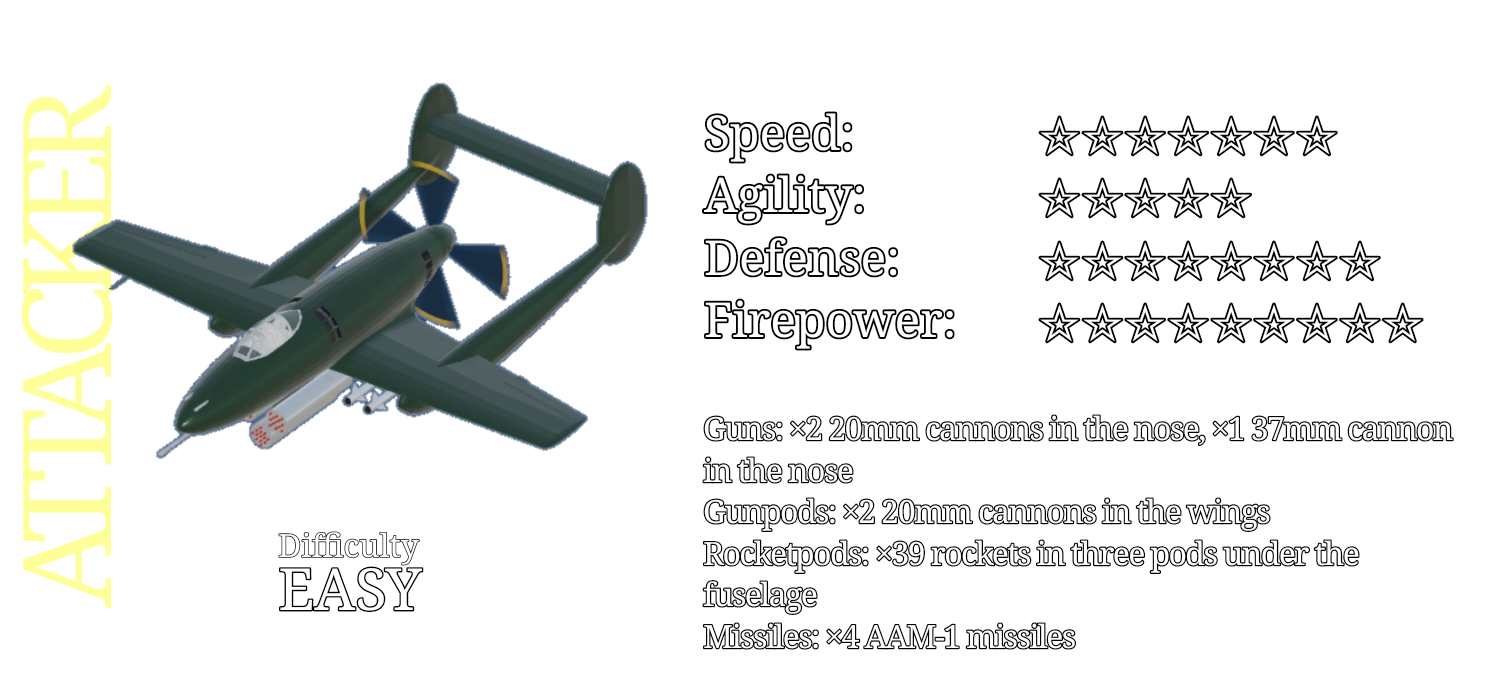 ATTACKER
Difficulty
EASY
Speed: ☆☆☆☆☆☆☆
Agility: ☆☆☆☆☆
Defense: ☆☆☆☆☆☆☆☆
Firepower: ☆☆☆☆☆☆☆☆☆
Guns: ×2 20mm cannons in the nose, ×1 37mm cannon
in the nose
Gunpods: ×2 20mm cannons in the wings
Rocketpods: ×39 rockets in three pods under the
fuselage
Missiles: ×4 AAM-1 missiles